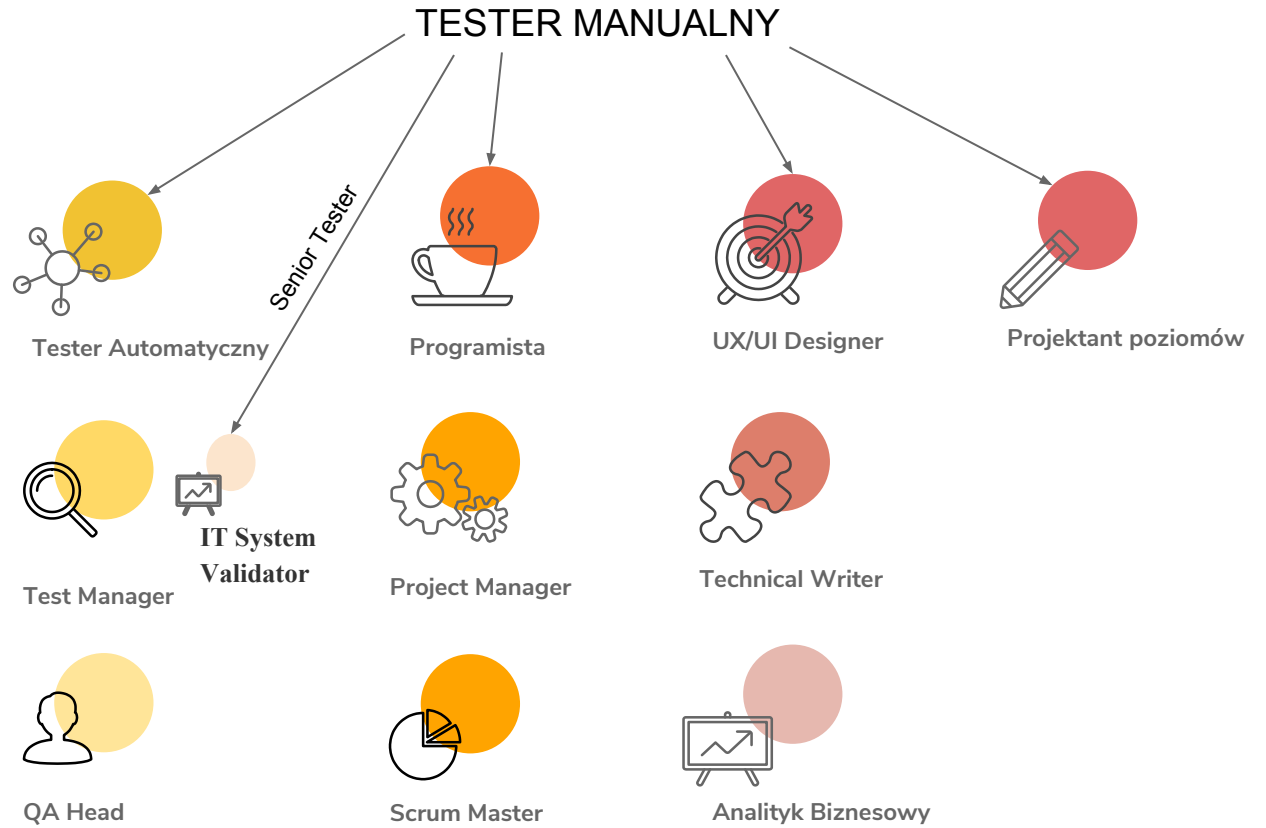 TESTER MANUALNY
Senior Tester
Tester Automatyczny
Programista
UX/UI Designer
Projektant poziomów
IT System
Validator
Test Manager
Project Manager
Technical Writer
QA Head
Scrum Master
Analityk Biznesowy